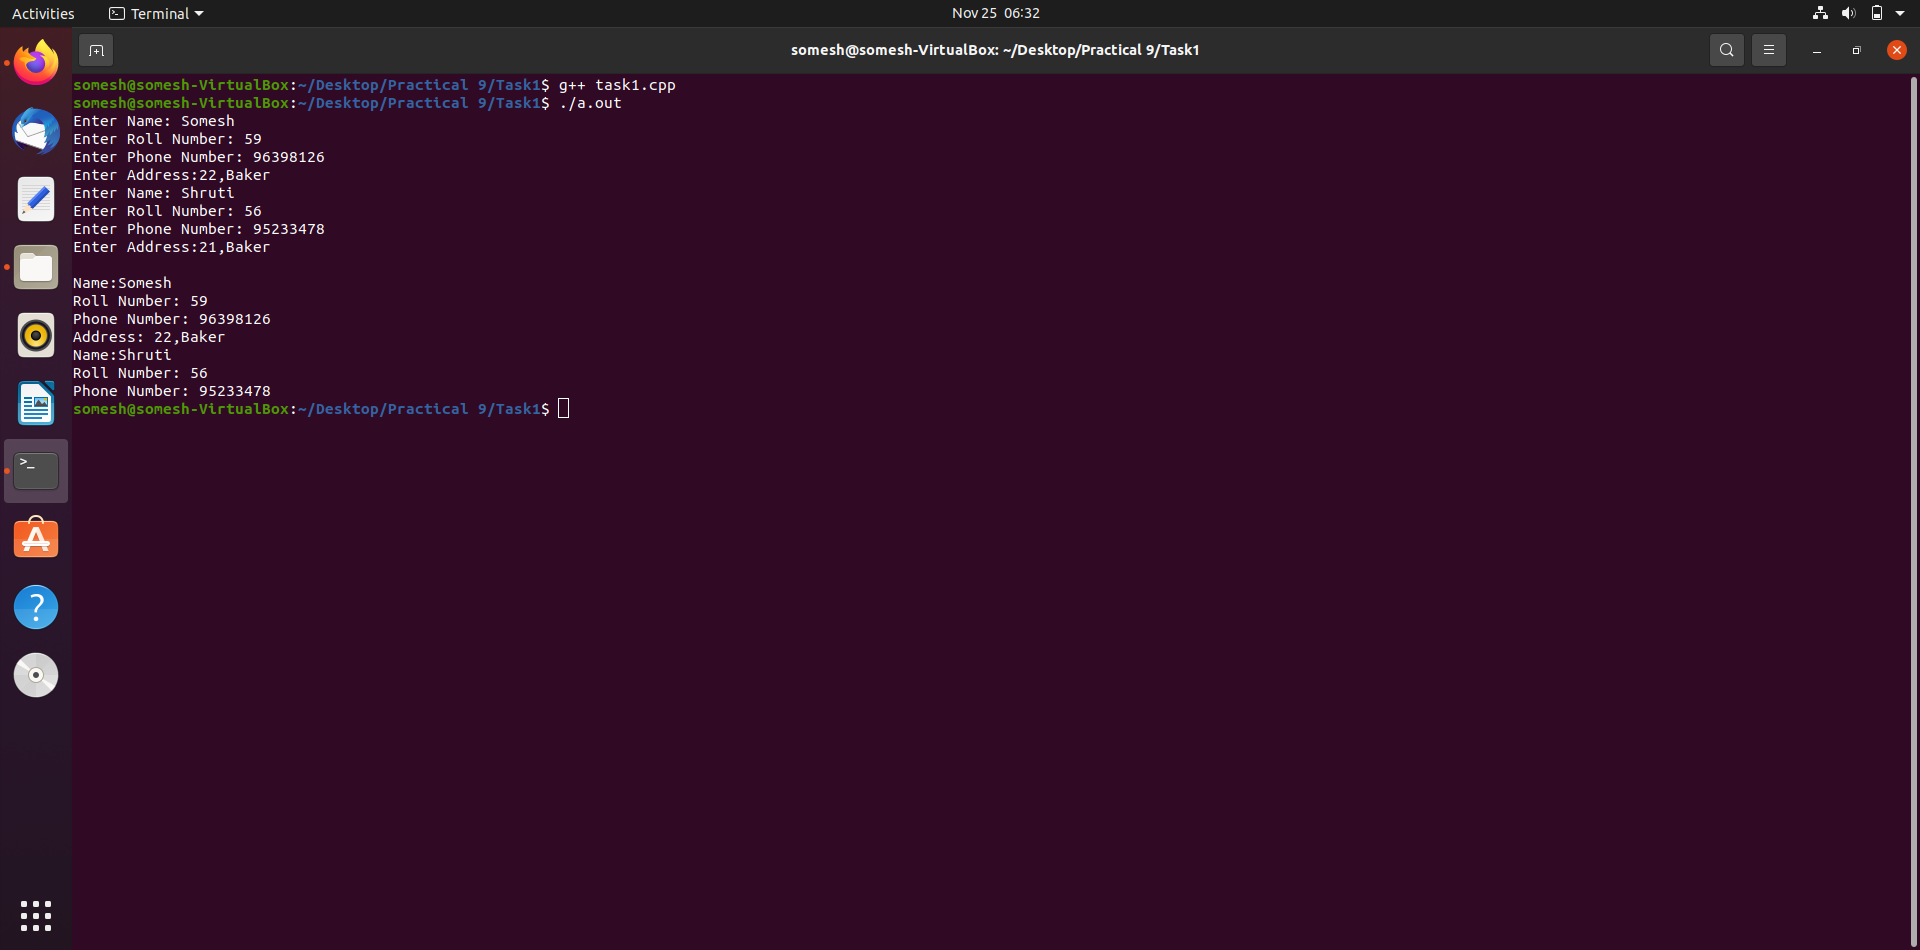 Activities
Terminal
Nov 25 06:32
somesh@somesh-VirtualBox: ~/Desktop/Practical 9/Task1
somesh@somesh-VirtualBox:~/Desktop/Practical 9/Task1$ g++ task1.cpp
somesh@somesh-VirtualBox:~/Desktop/Practical 9/Task1$ ./a.out
Enter Name: Somesh
Enter Roll Number: 59
Enter Phone Number: 96398126
Enter Address:22,Baker
Enter Name: Shruti
Enter Roll Number: 56
Enter Phone Number: 95233478
Enter Address:21,Baker
Name:Somesh
Roll Number: 59
Phone Number: 96398126
Address: 22,Baker
Name:Shruti
Roll Number: 56
Phone Number: 95233478
somesh@somesh-VirtualBox:~/Desktop/Practical 9/Task1$